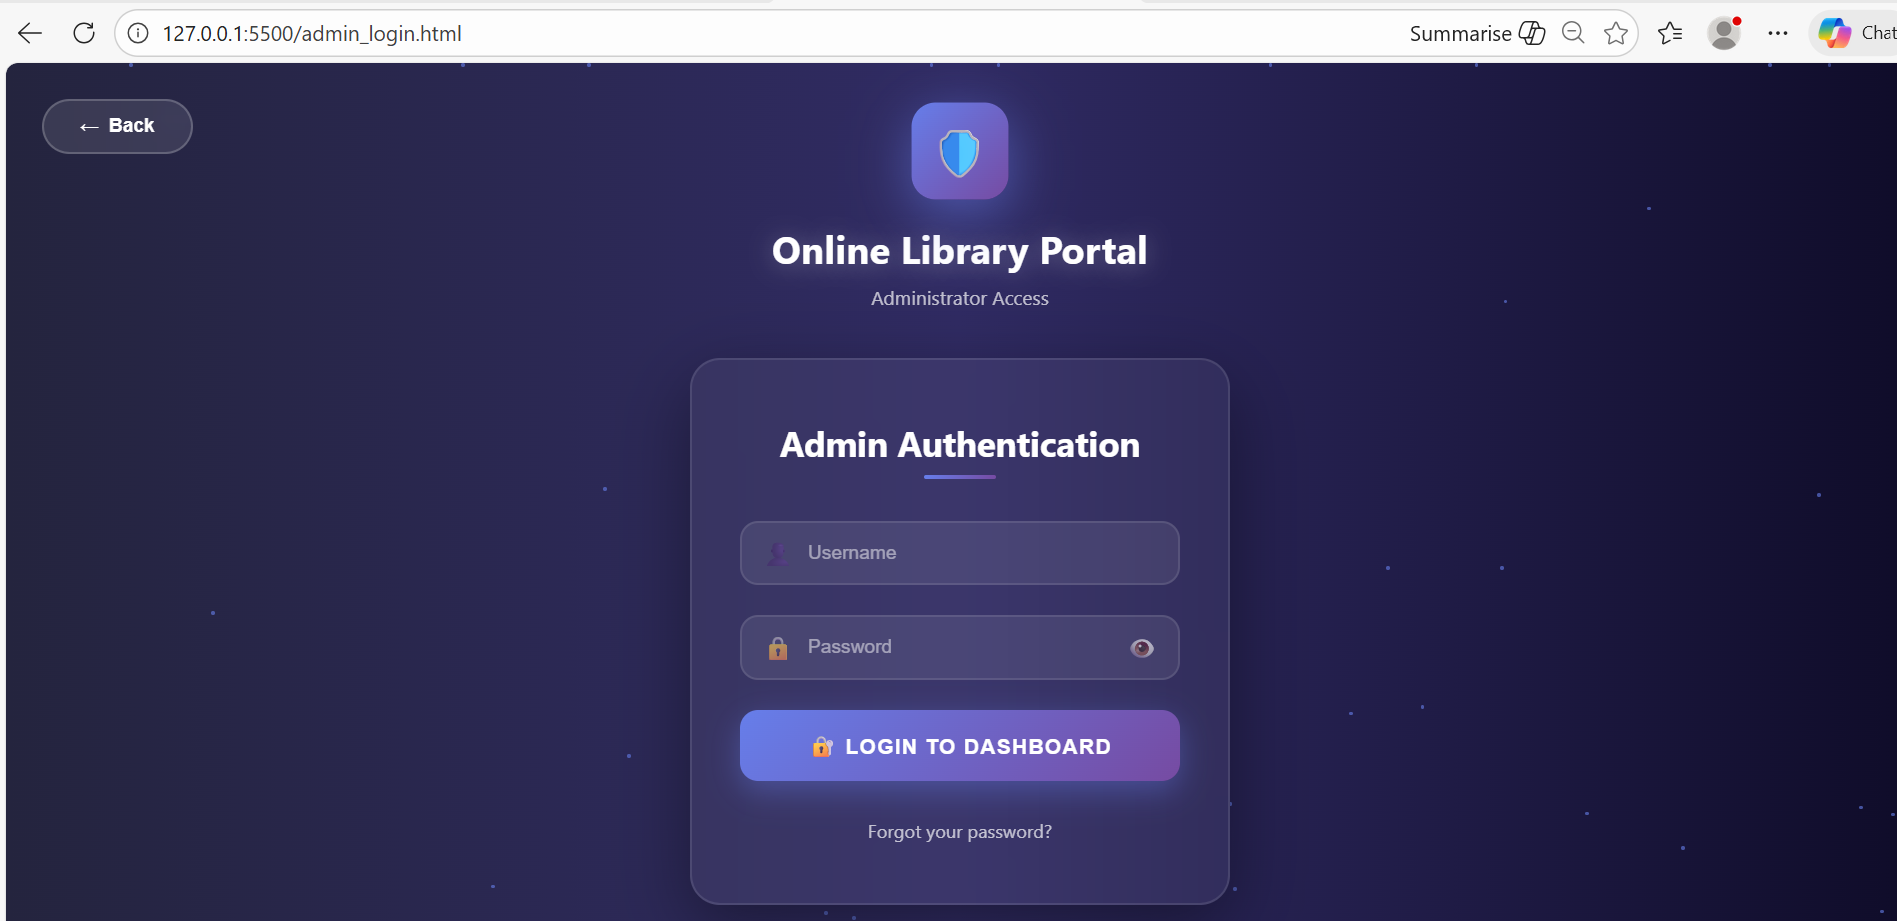 127.0.0.1:5500/admin_login.html
Summarise
Chat
← Back
Online Library Portal
Administrator Access
Admin Authentication
Username
Password
LOGIN TO DASHBOARD
Forgot your password?